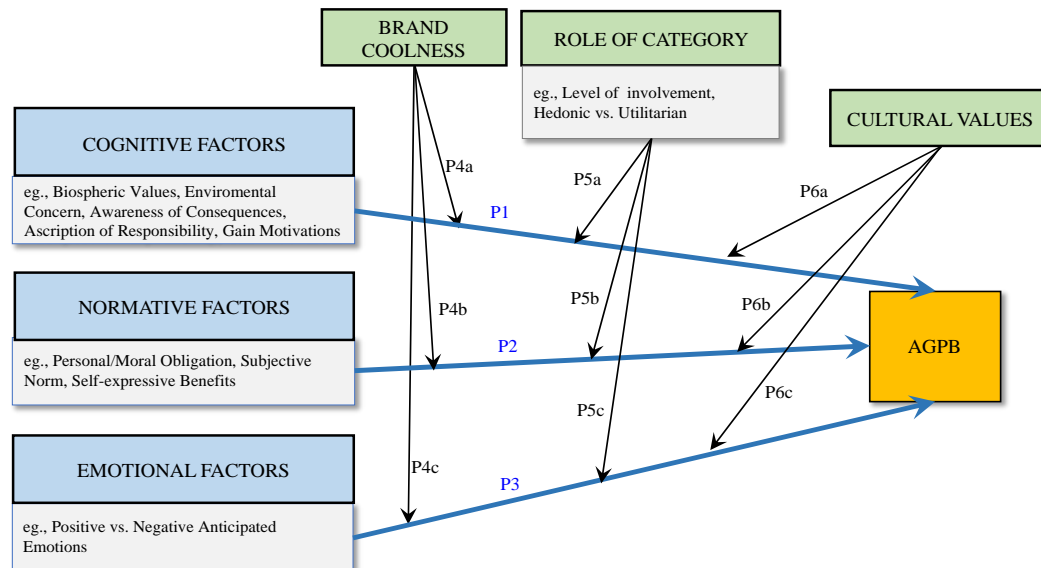 BRAND
COOLNESS
ROLE OF CATEGORY
eg., Level of involvement,
Hedonic vs. Utilitarian
CULTURAL VALUES
COGNITIVE FACTORS
eg., Biospheric Values, Enviromental
Concern, Awareness of Consequences,
Ascription of Responsibility, Gain Motivations
P4a
P5a
P6a
P1
NORMATIVE FACTORS
eg., Personal/Moral Obligation, Subjective
Norm, Self-expressive Benefits
P4b
P5b
P6b
P2
AGPB
EMOTIONAL FACTORS
eg., Positive vs. Negative Anticipated
Emotions
P4c
P5c
P6c
P3